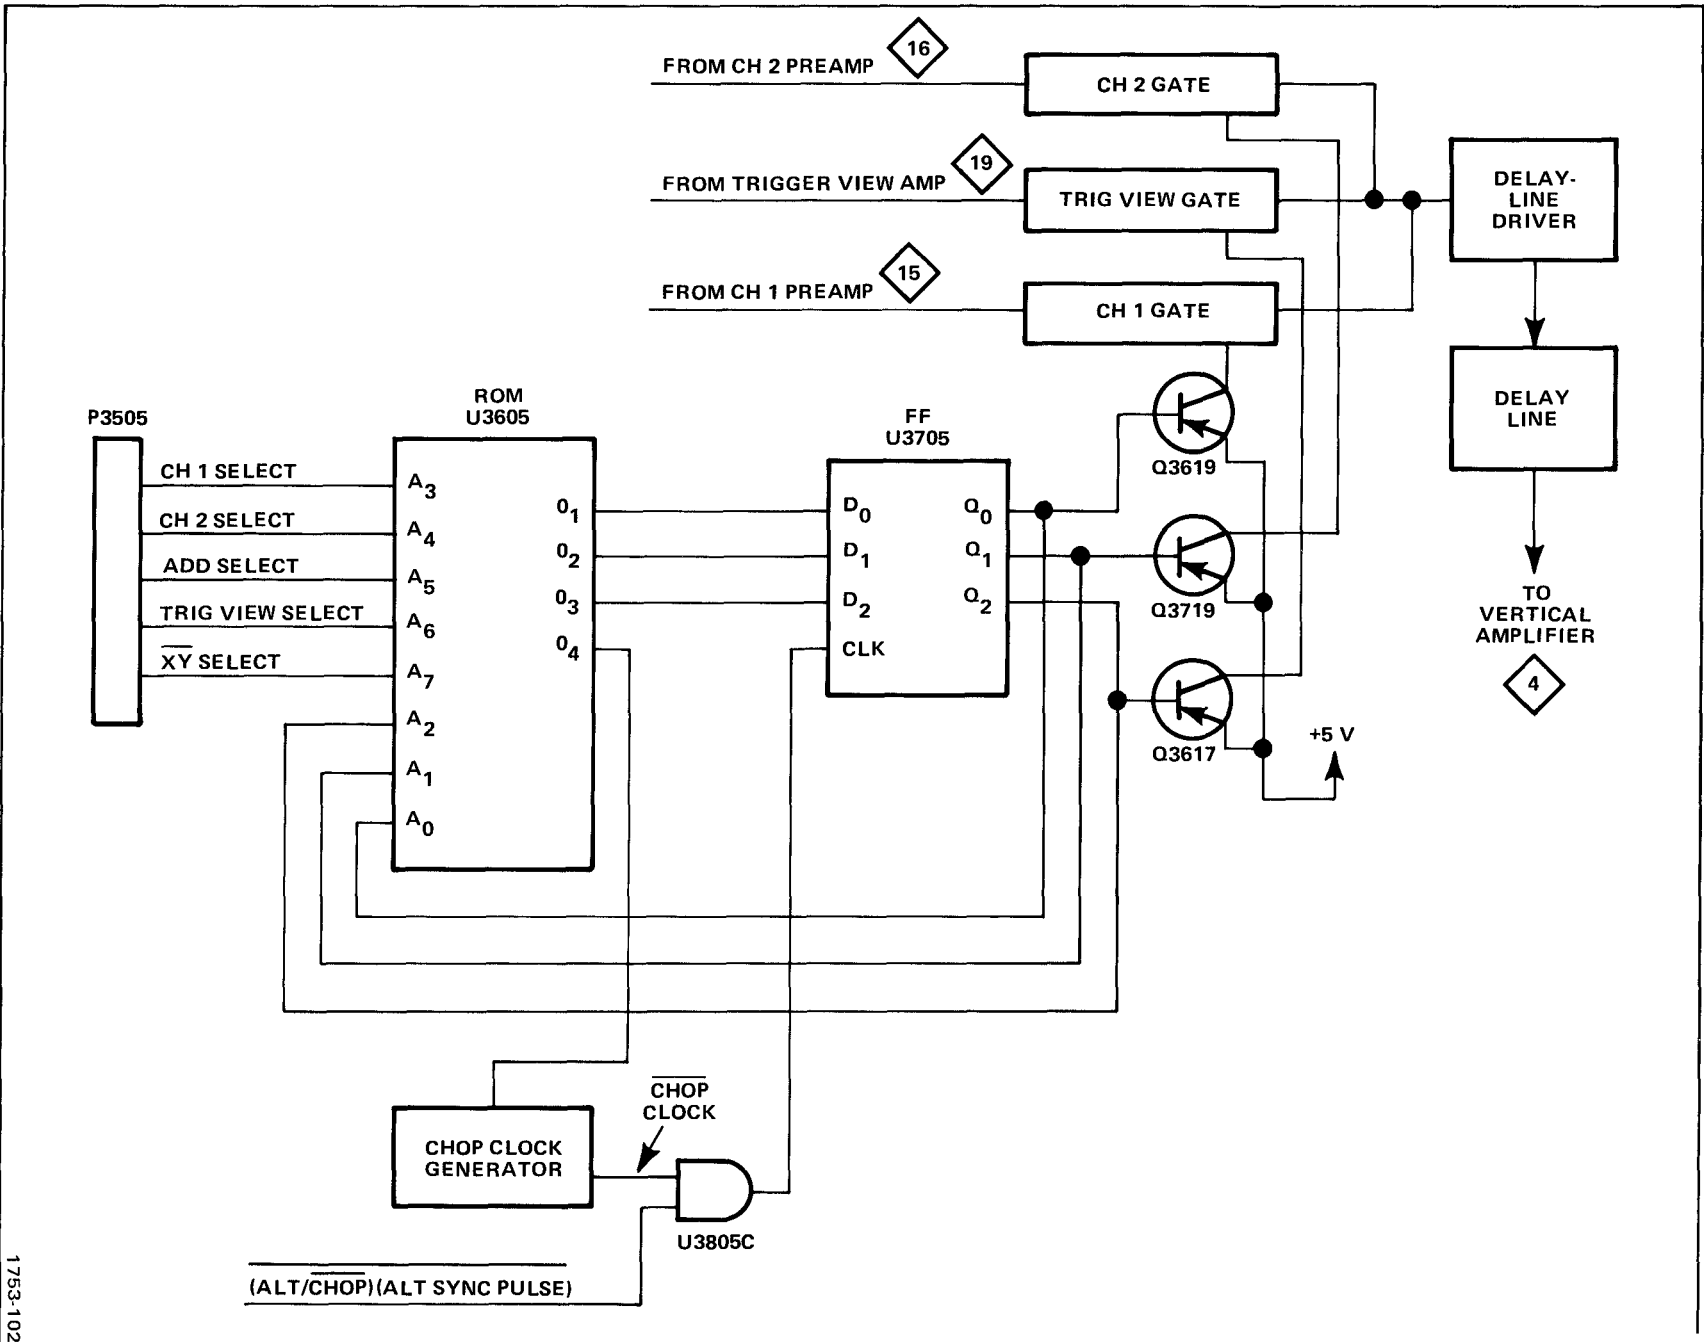 16
FROM CH 2 PREAMP
CH 2 GATE
19
FROM TRIGGER VIEW AMP
TRIG VIEW GATE
15
FROM CH 1 PREAMP
CH 1 GATE
DELAY-
LINE
DRIVER
DELAY
LINE
TO
VERTICAL
AMPLIFIER
4
P3505
CH 1 SELECT
CH 2 SELECT
ADD SELECT
TRIG VIEW SELECT
X̅Y̅ SELECT
ROM
U3605
A3
A4
A5
A6
A7
A2
A1
A0
01
02
03
04
FF
U3705
D0
D1
D2
CLK
Q0
Q1
Q2
Q3619
Q3719
Q3617
+5 V
CHOP CLOCK
GENERATOR
C̅H̅O̅P̅
CLOCK
U3805C
(ALT/CHOP)(ALT SYNC PULSE)
1753-102